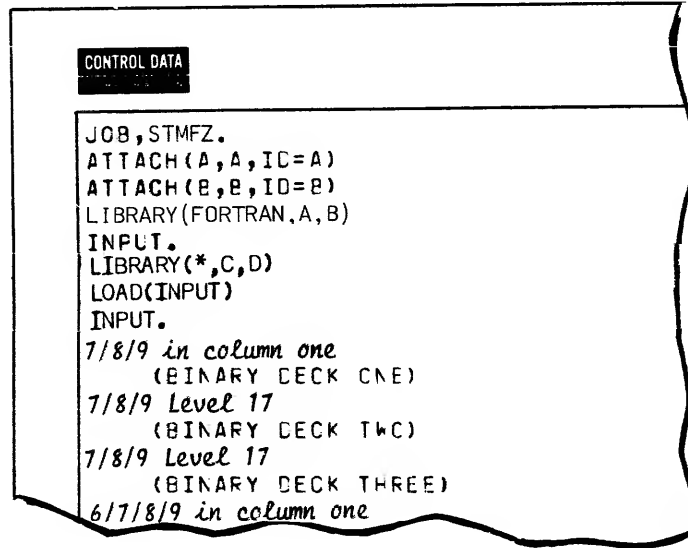 CONTROL DATA
JOB,STMFZ.
ATTACH(A,A,ID=A)
ATTACH(B,B,ID=B)
LIBRARY(FORTRAN,A,B)
INPUT.
LIBRARY(*,C,D)
LOAD(INPUT)
INPUT.
7/8/9 in column one
(BINARY DECK ONE)
7/8/9 Level 17
(BINARY DECK TWO)
7/8/9 Level 17
(BINARY DECK THREE)
6/7/8/9 in column one